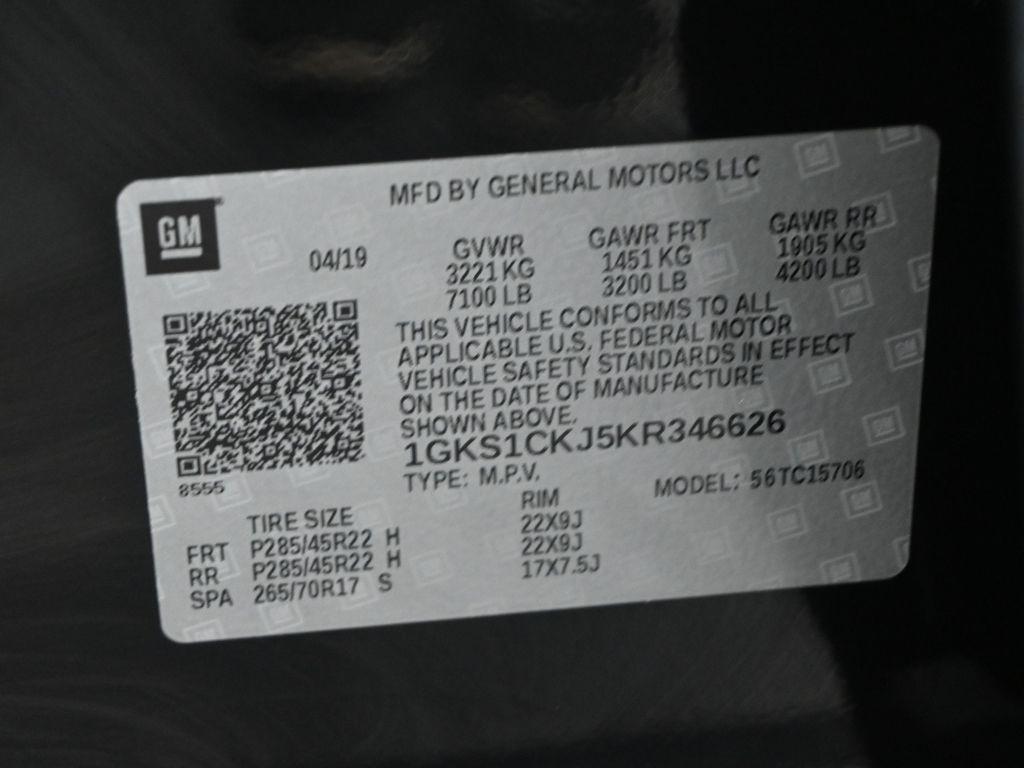 MFD BY GENERAL MOTORS LLC
GM
04/19
GVWR
3221 KG
7100 LB
GAWR FRT
1451 KG
3200 LB
GAWR RR
1905 KG
4200 LB
THIS VEHICLE CONFORMS TO ALL
APPLICABLE U.S. FEDERAL MOTOR
VEHICLE SAFETY STANDARDS IN EFFECT
ON THE DATE OF MANUFACTURE
SHOWN ABOVE.
1GKS1CKJ5KR346626
TYPE: M.P.V.
MODEL: 56TC15706
8555
TIRE SIZE RIM
FRT P285/45R22 H 22X9J
RR P285/45R22 H 22X9J
SPA 265/70R17 S 17X7.5J